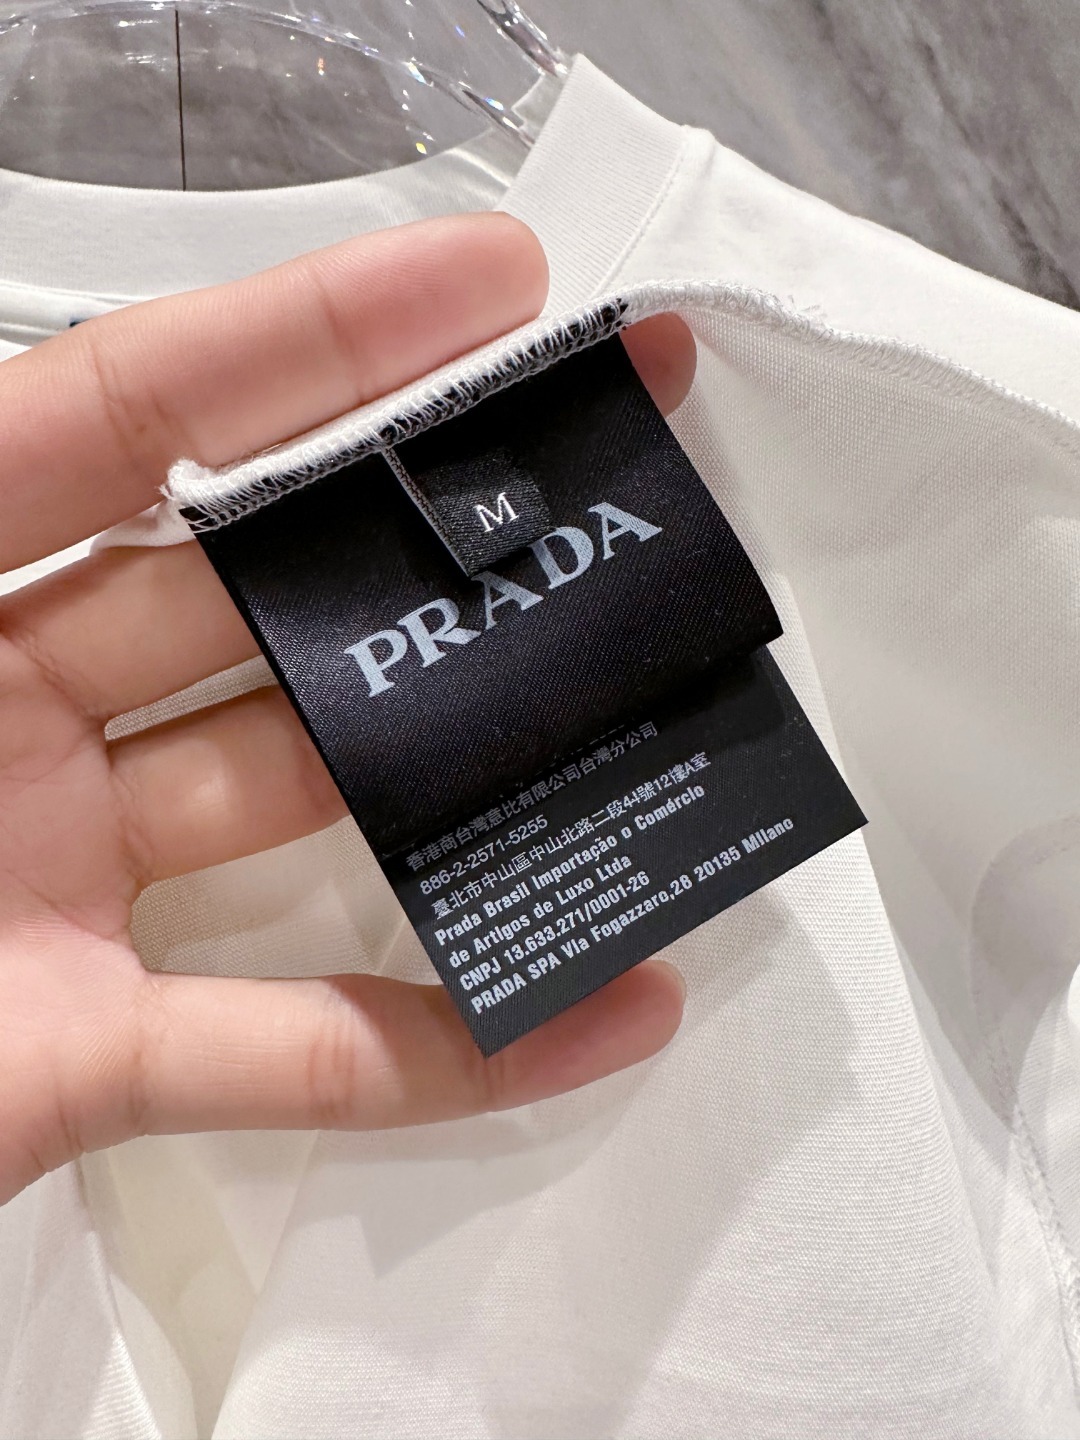 M
PRADA
香港商台灣意比有限公司台灣分公司
886-2-2571-5255
臺北市中山區中山北路二段44號12樓A室
Prada Brasil Importação o Comércio
de Artigos de Luxo Ltda
CNPJ 13.633.271/0001-26
PRADA SPA Via Fogazzaro,28 20135 Milano